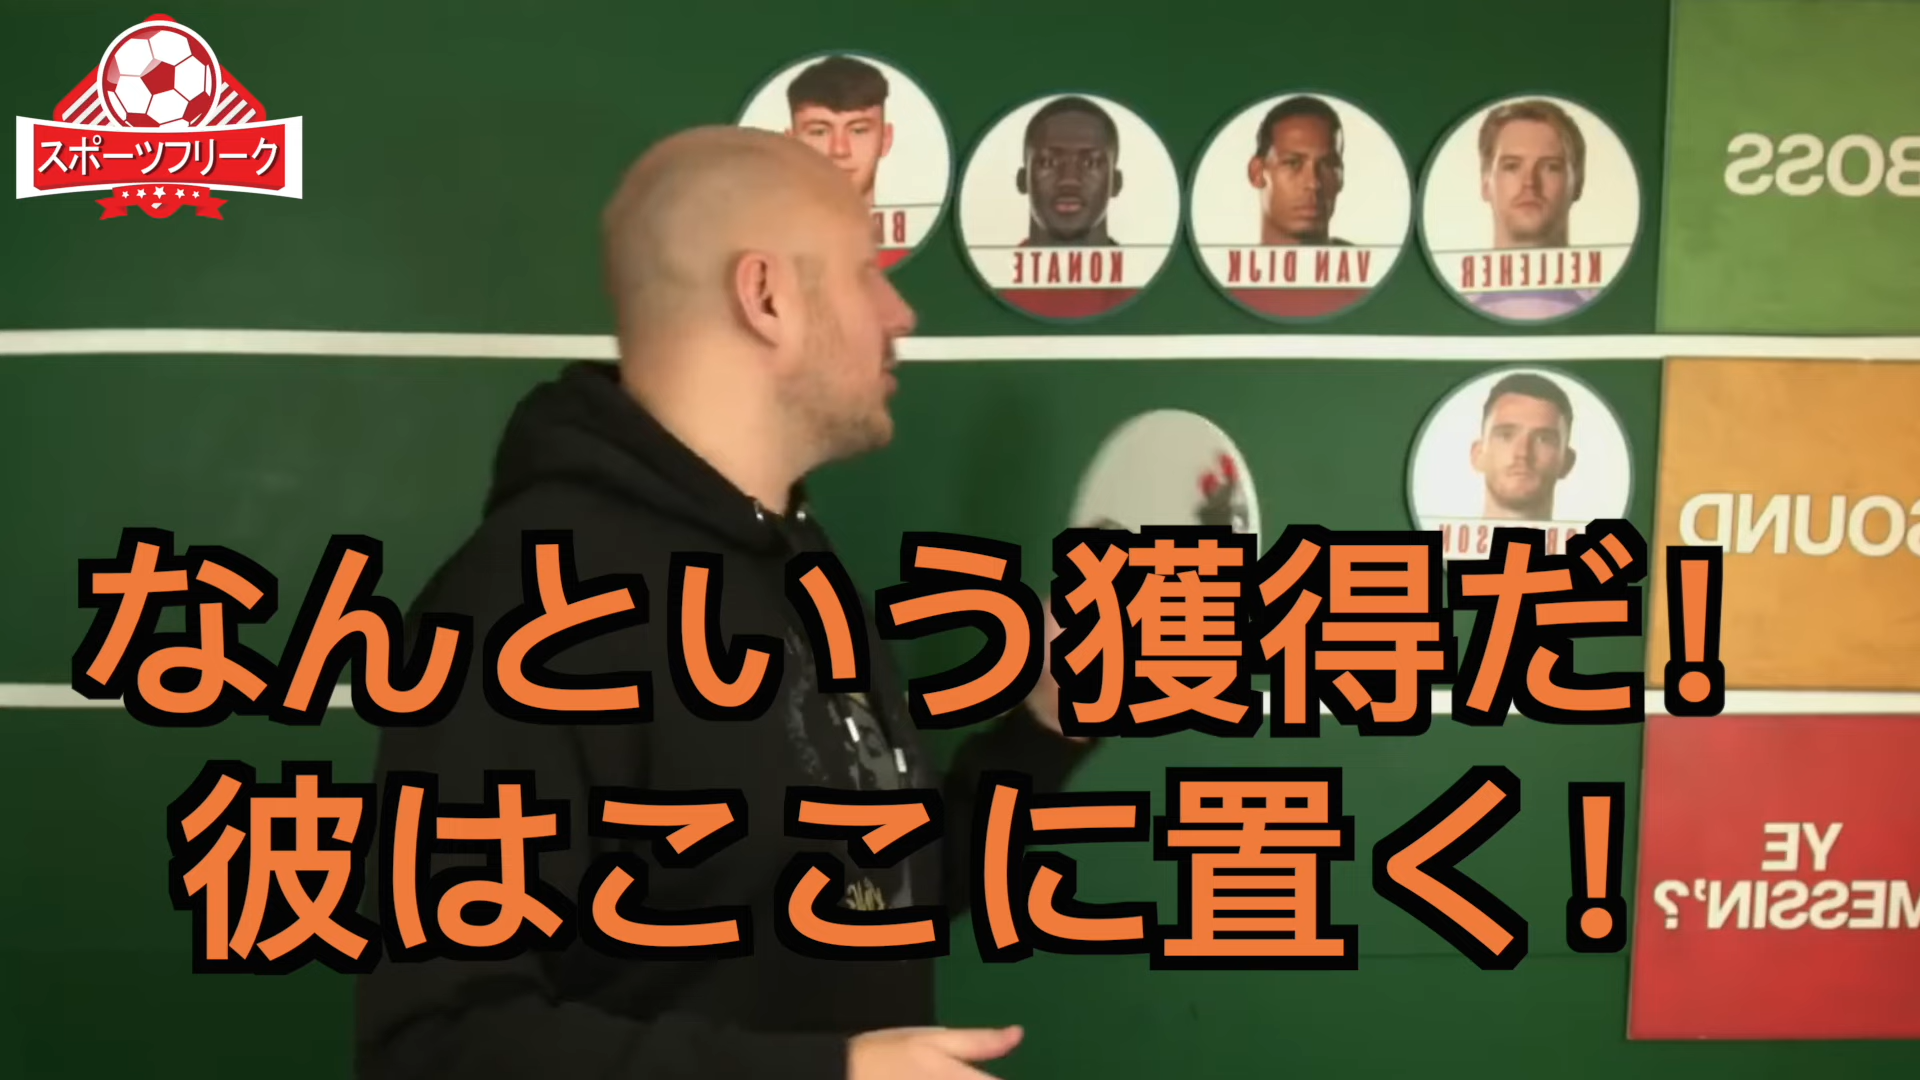 スポーツフリーク
KONATE
VAN DIJK
KELLEHER
BOSS
SOUND
なんという獲得だ!
彼はここに置く!
YE
MESSIN'?